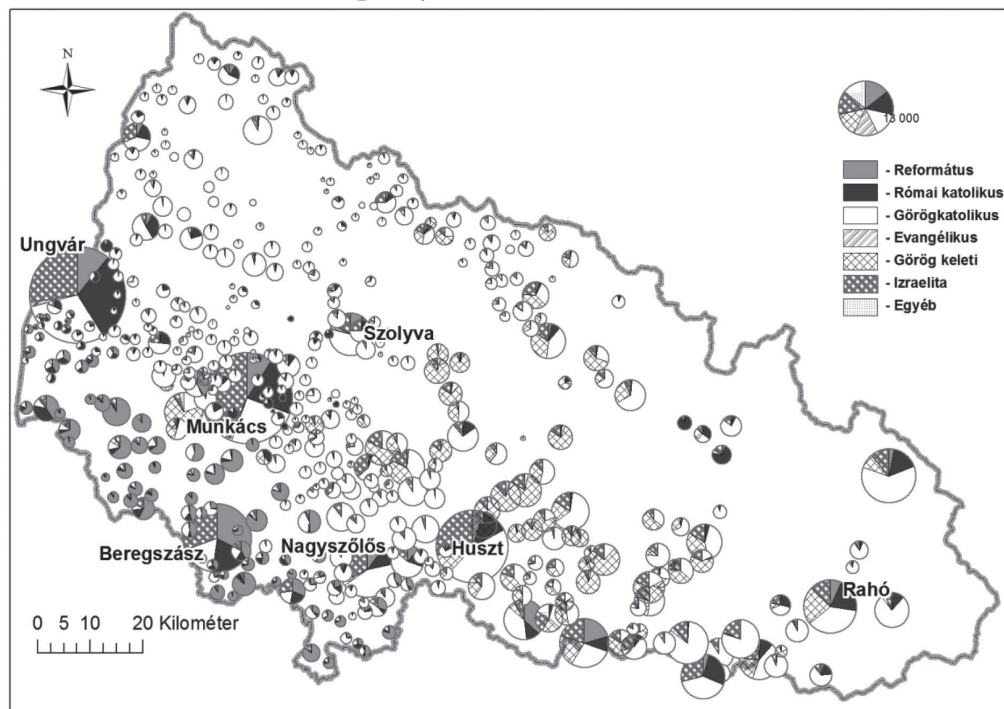 N
13 000
- Református
- Római katolikus
- Görögkatolikus
- Evangélikus
- Görög keleti
- Izraelita
- Egyéb
Ungvár
Szolyva
Munkács
Beregszász
Nagyszőlős
Huszt
Rahó
0 5 10 20 Kilométer